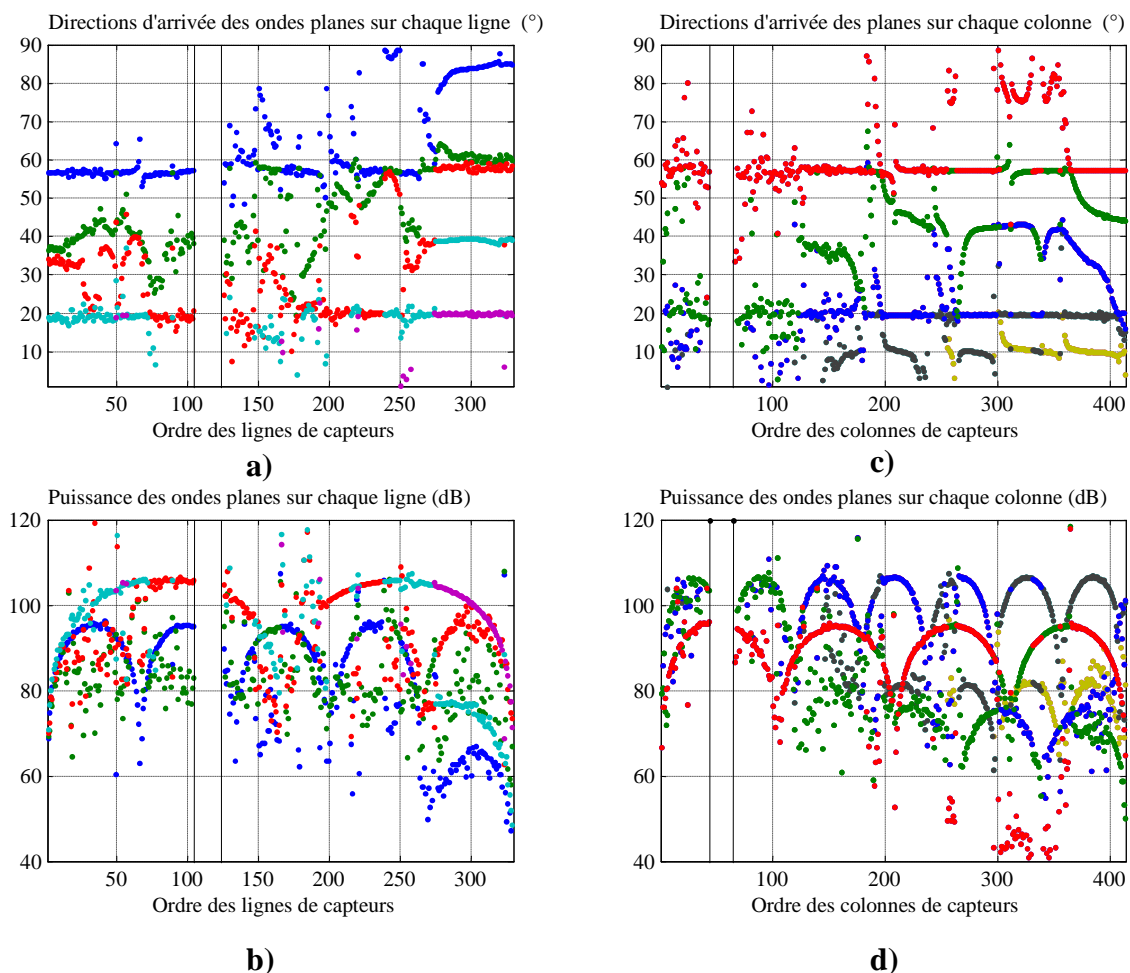 Directions d'arrivée des ondes planes sur chaque ligne (°)
90
80
70
60
50
40
30
20
10
50 100 150 200 250 300
Ordre des lignes de capteurs
a)
Directions d'arrivée des planes sur chaque colonne (°)
90
80
70
60
50
40
30
20
10
100 200 300 400
Ordre des colonnes de capteurs
c)
Puissance des ondes planes sur chaque ligne (dB)
120
100
80
60
40
50 100 150 200 250 300
Ordre des lignes de capteurs
b)
Puissance des ondes planes sur chaque colonne (dB)
120
100
80
60
40
100 200 300 400
Ordre des colonnes de capteurs
d)